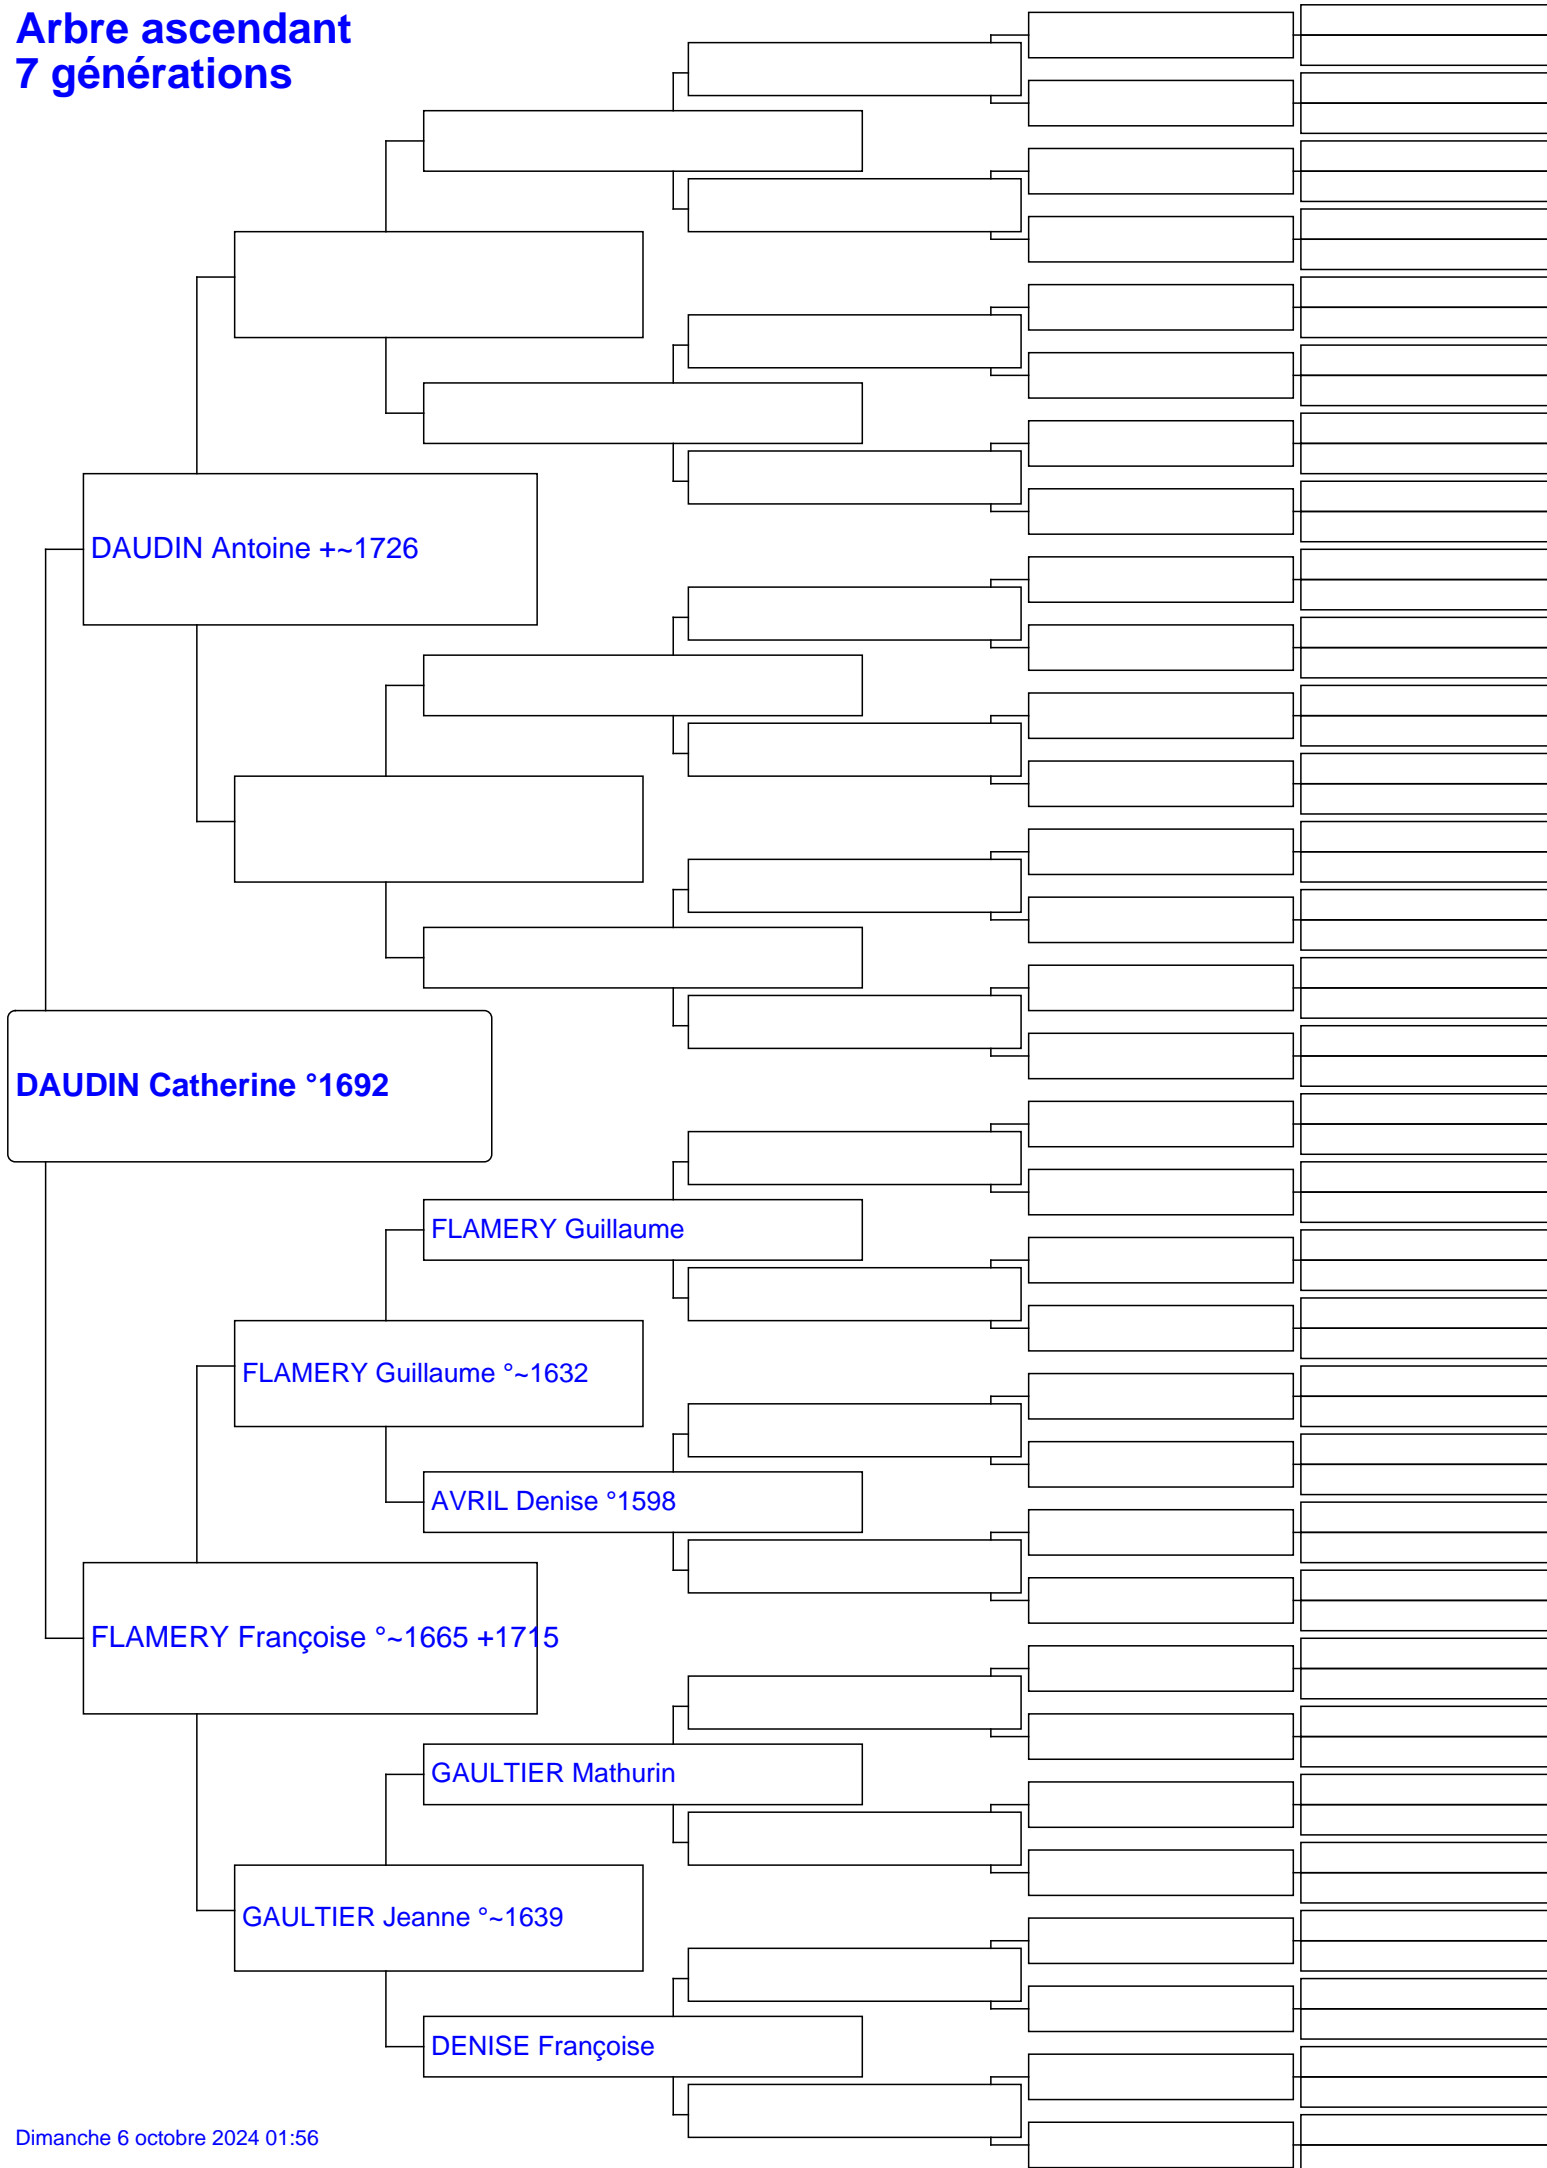 Arbre ascendant
7 générations
DAUDIN Antoine +~1726
DAUDIN Catherine °1692
FLAMERY Guillaume
FLAMERY Guillaume °~1632
AVRIL Denise °1598
FLAMERY Françoise °~1665 +1715
GAULTIER Mathurin
GAULTIER Jeanne °~1639
DENISE Françoise
Dimanche 6 octobre 2024 01:56